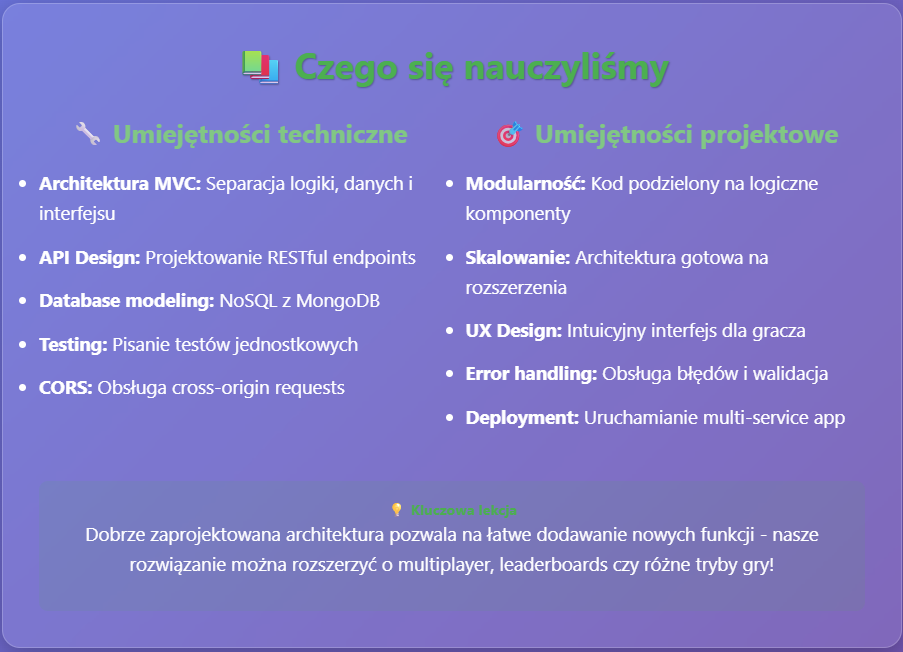 Czego się nauczyliśmy
Umiejętności techniczne
Architektura MVC: Separacja logiki, danych i
interfejsu
API Design: Projektowanie RESTful endpoints
Database modeling: NoSQL z MongoDB
Testing: Pisanie testów jednostkowych
CORS: Obsługa cross-origin requests
Umiejętności projektowe
Modularność: Kod podzielony na logiczne
komponenty
Skalowanie: Architektura gotowa na
rozszerzenia
UX Design: Intuicyjny interfejs dla gracza
Error handling: Obsługa błędów i walidacja
Deployment: Uruchamianie multi-service app
Kluczowa lekcja
Dobrze zaprojektowana architektura pozwala na łatwe dodawanie nowych funkcji - nasze
rozwiązanie można rozszerzyć o multiplayer, leaderboards czy różne tryby gry!